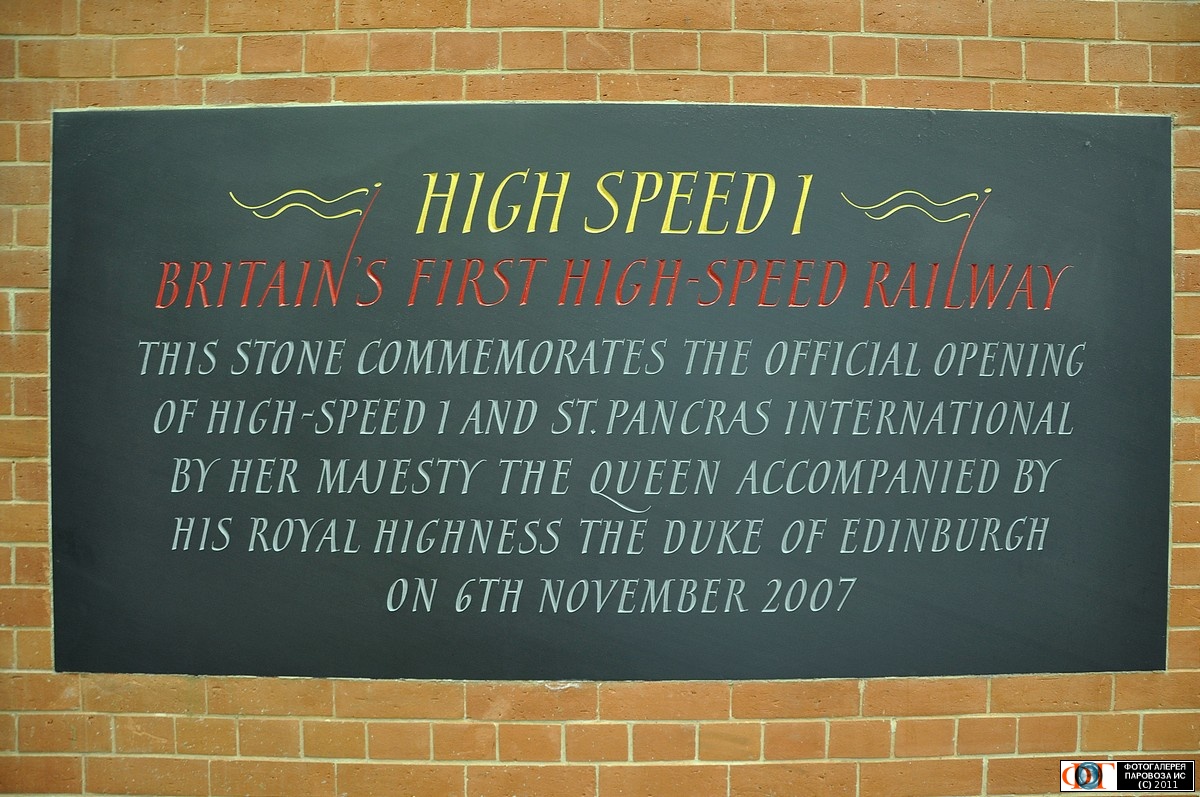 HIGH SPEED 1
BRITAIN'S FIRST HIGH-SPEED RAILWAY
THIS STONE COMMEMORATES THE OFFICIAL OPENING
OF HIGH-SPEED 1 AND ST. PANCRAS INTERNATIONAL
BY HER MAJESTY THE QUEEN ACCOMPANIED BY
HIS ROYAL HIGHNESS THE DUKE OF EDINBURGH
ON 6TH NOVEMBER 2007
ФОТОГАЛЕРЕЯ
ПАРОВОЗА ИС
(C) 2011